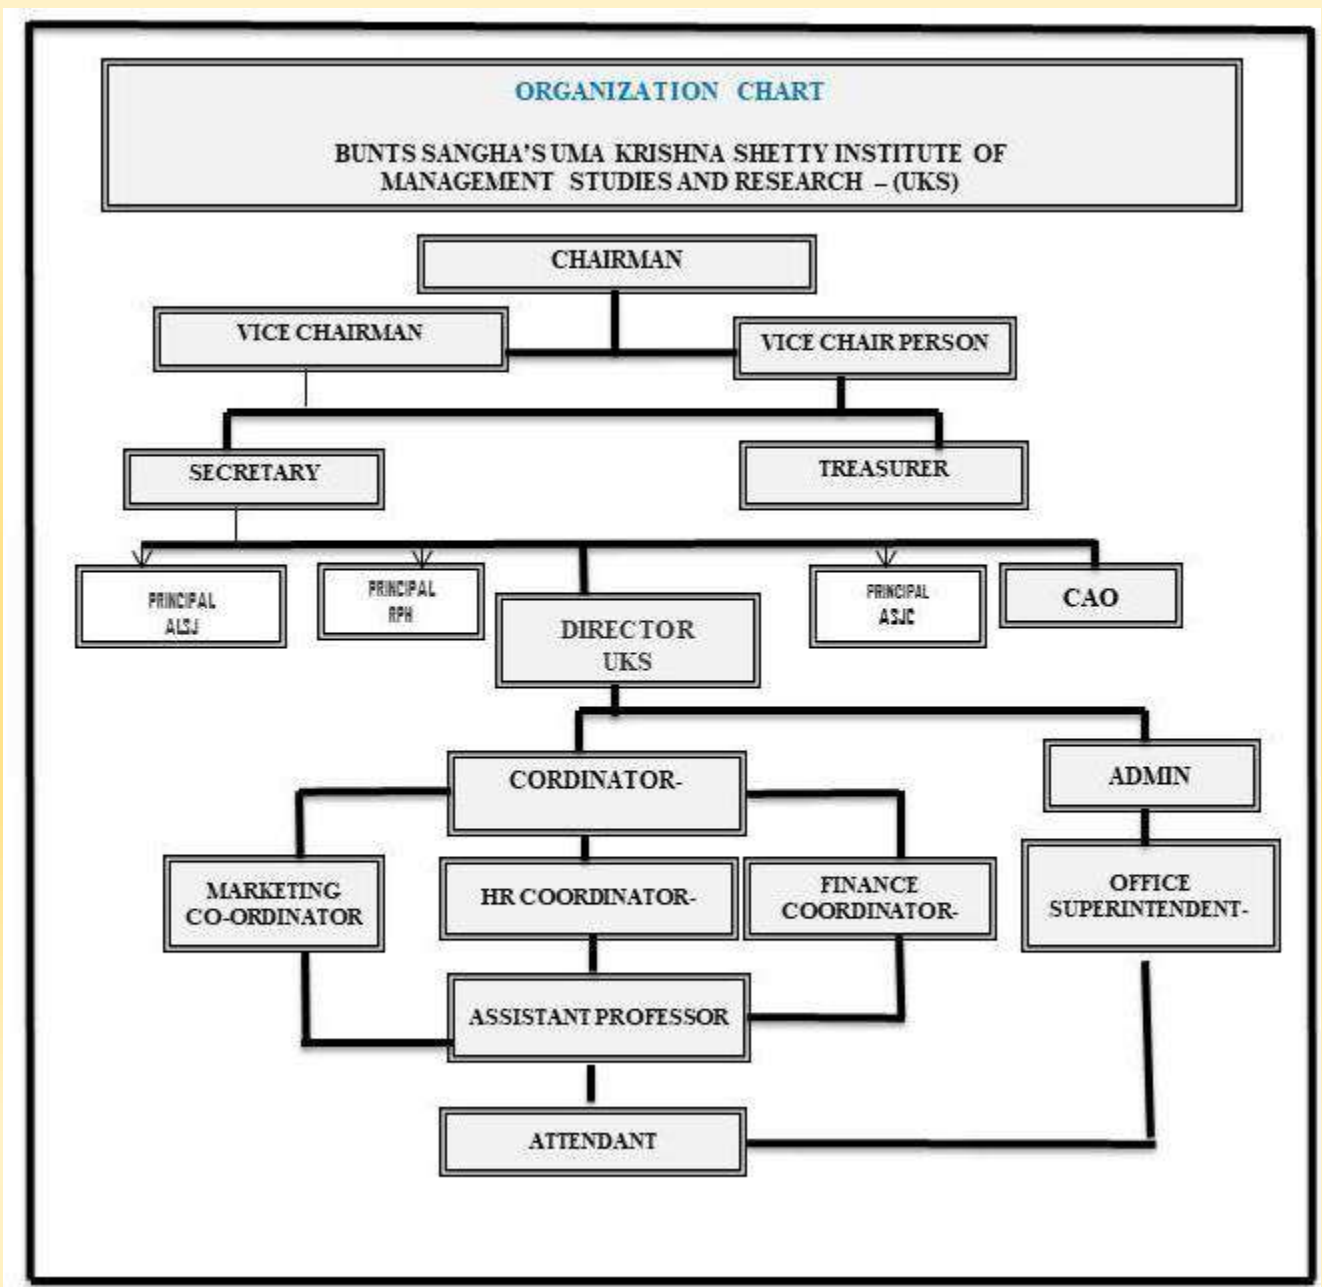 ORGANIZATION CHART
BUNTS SANGHA'S UMA KRISHNA SHETTY INSTITUTE OF
MANAGEMENT STUDIES AND RESEARCH – (UKS)
CHAIRMAN
VICE CHAIRMAN
VICE CHAIR PERSON
SECRETARY
TREASURER
PRINCIPAL
ALSJ
PRINCIPAL
RPH
DIRECTOR
UKS
PRINCIPAL
ASJC
CAO
CORDINATOR-
ADMIN
MARKETING
CO-ORDINATOR
HR COORDINATOR-
FINANCE
COORDINATOR-
OFFICE
SUPERINTENDENT-
ASSISTANT PROFESSOR
ATTENDANT